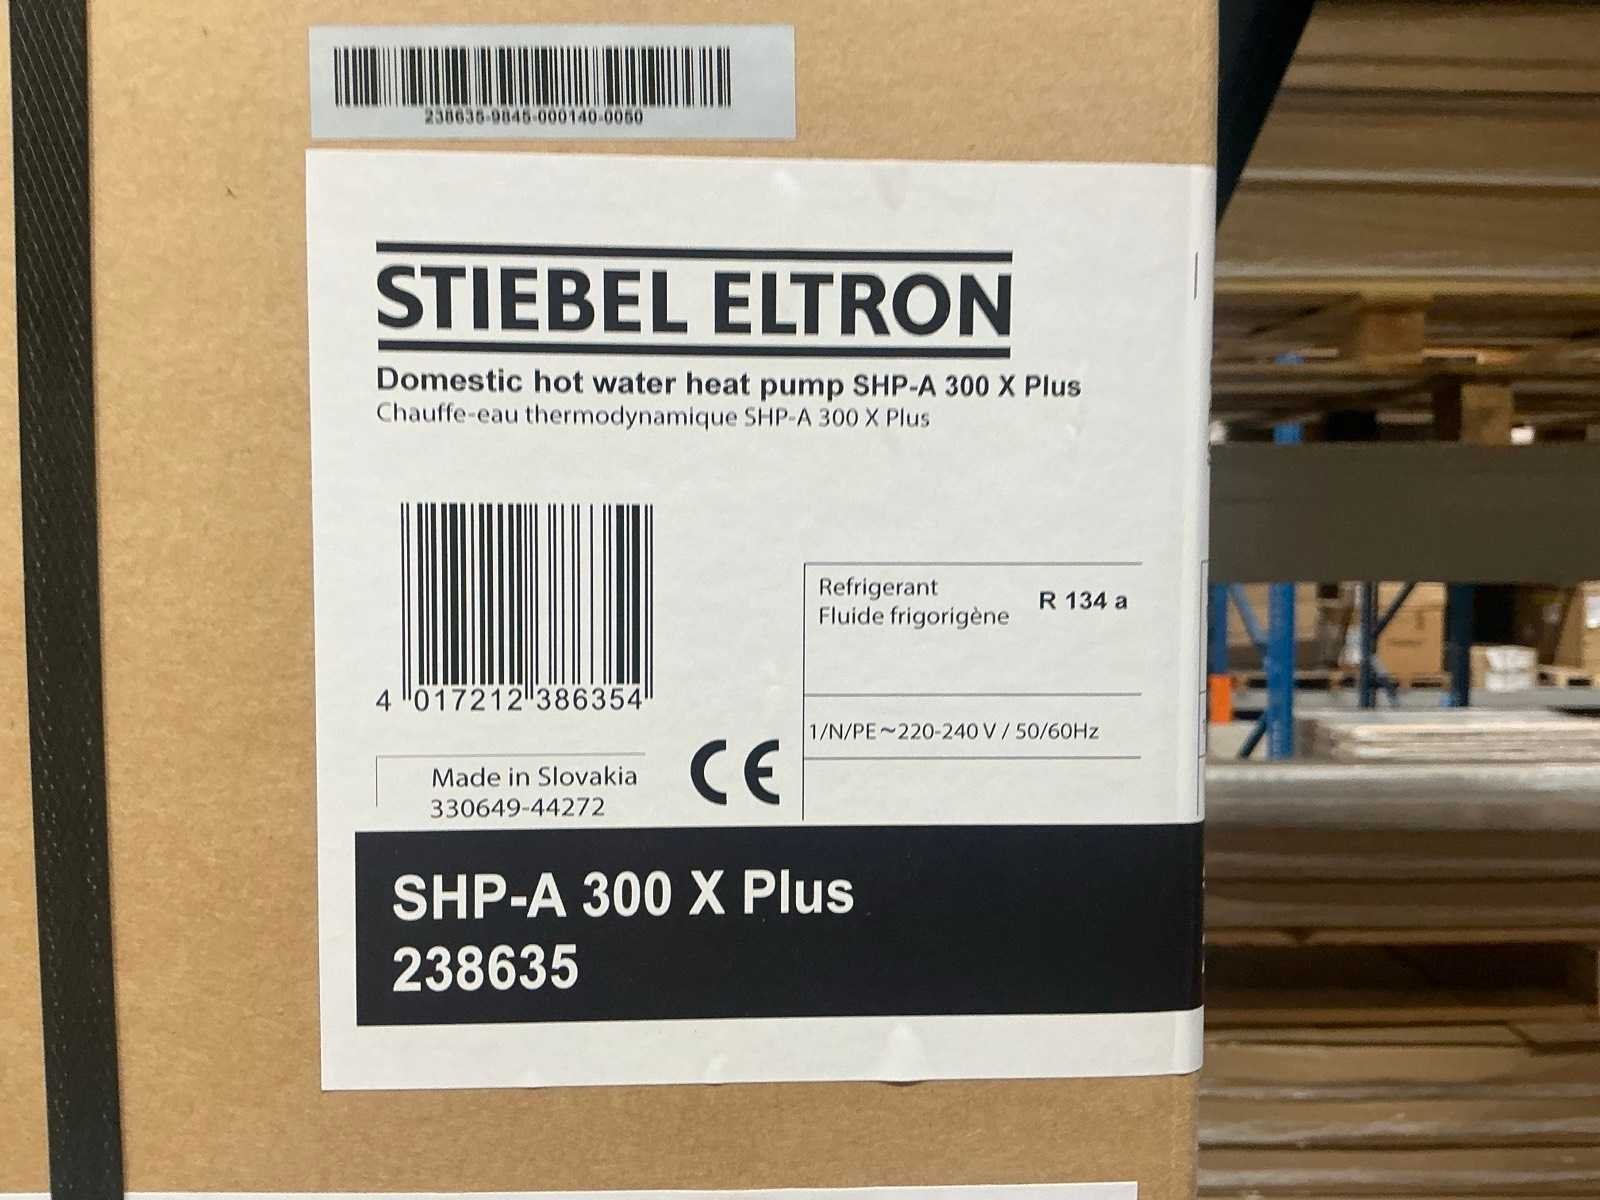 238635-9845-000140-0050
STIEBEL ELTRON
Domestic hot water heat pump SHP-A 300 X Plus
Chauffe-eau thermodynamique SHP-A 300 X Plus
4 017212 386354
Refrigerant
Fluide frigorigène
R 134 a
1/N/PE~220-240 V / 50/60Hz
Made in Slovakia
330649-44272
CE
SHP-A 300 X Plus
238635